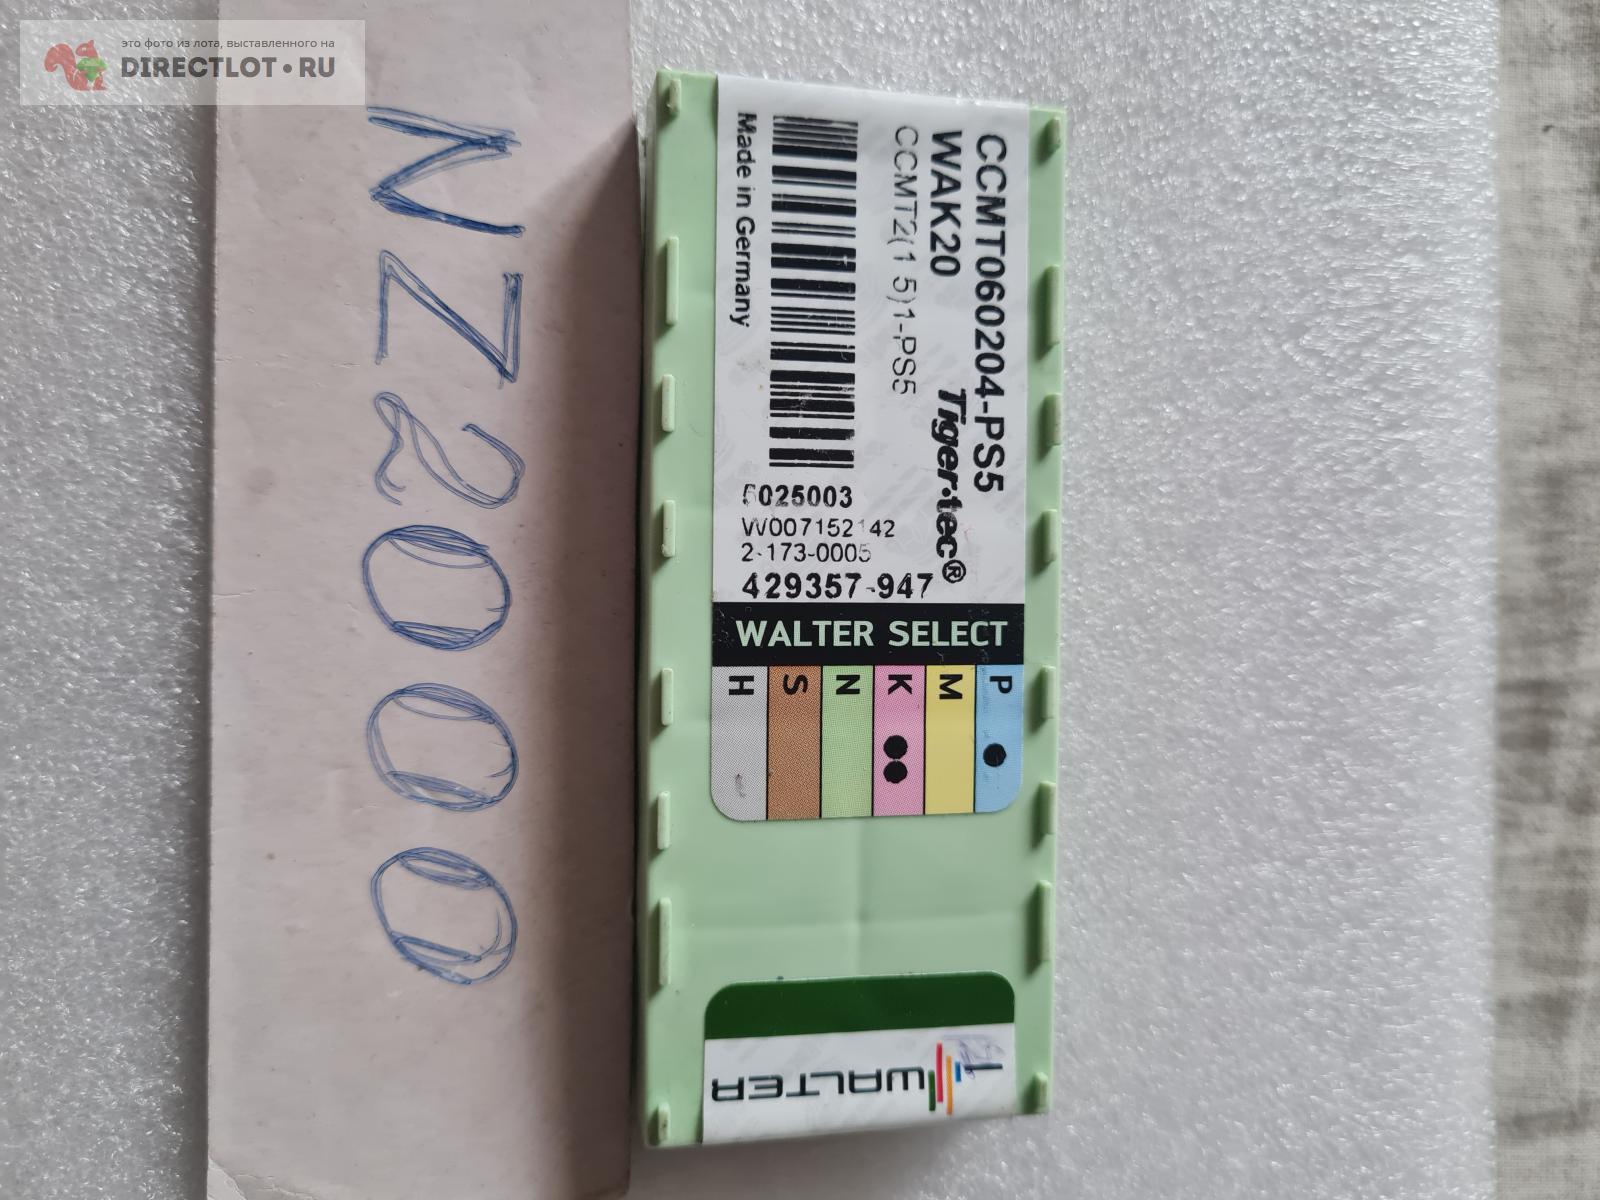 это фото из лота, выставленного на
DIRECTLOT.RU
NZ2000
CCMT060204-PS5
WAK20
Tiger·tec®
CCMT2(1 5)1-PS5
Made in Germany
5025003
W007152142
2-173-0005
429357-947
WALTER SELECT
P
M
K
N
S
H
WALTER